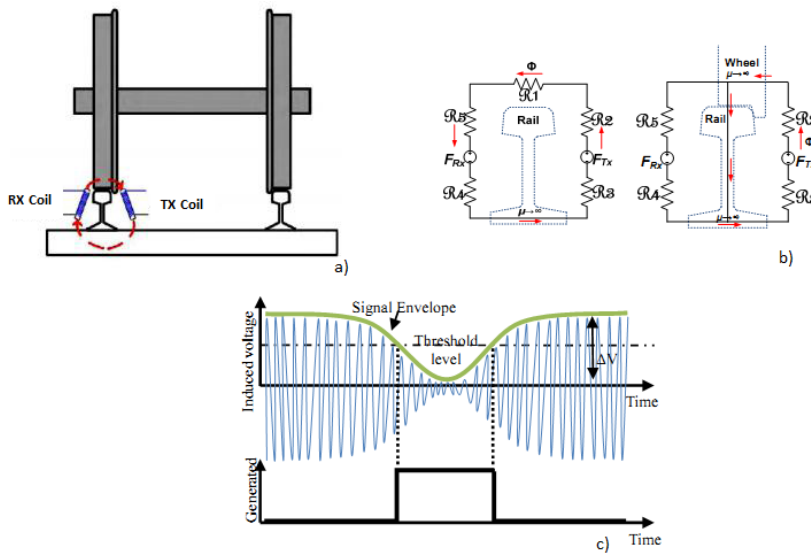 RX Coil
TX Coil
a)
Φ
ℛ1
ℛ5
Rail
ℛ2
F_Rx
F_Tx
ℛ4
ℛ3
μ→∞
Wheel
μ→∞
ℛ5
Rail
Φ
F_Rx
ℛ4
μ→∞
b)
Signal Envelope
Threshold
level
ΔV
Induced voltage
Time
Generated
Time
c)